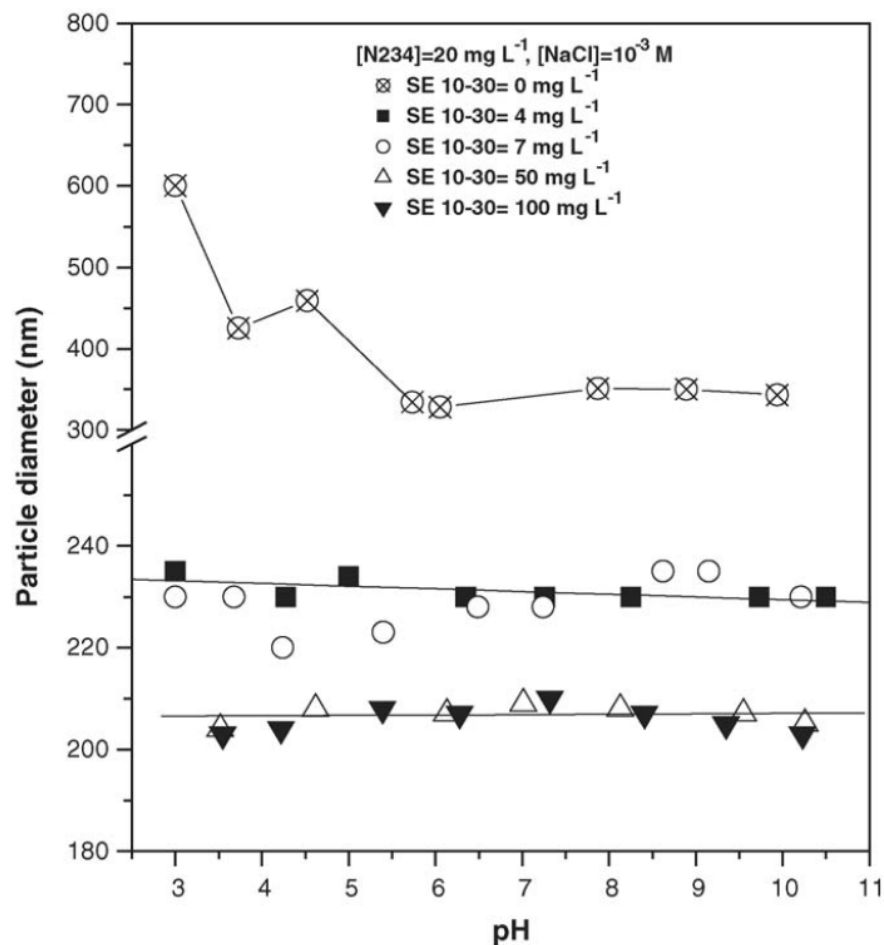 [N234]=20 mg L⁻¹, [NaCl]=10⁻³ M
SE 10-30= 0 mg L⁻¹
SE 10-30= 4 mg L⁻¹
SE 10-30= 7 mg L⁻¹
SE 10-30= 50 mg L⁻¹
SE 10-30= 100 mg L⁻¹
Particle diameter (nm)
800
700
600
500
400
300
240
220
200
180
3 4 5 6 7 8 9 10 11
pH